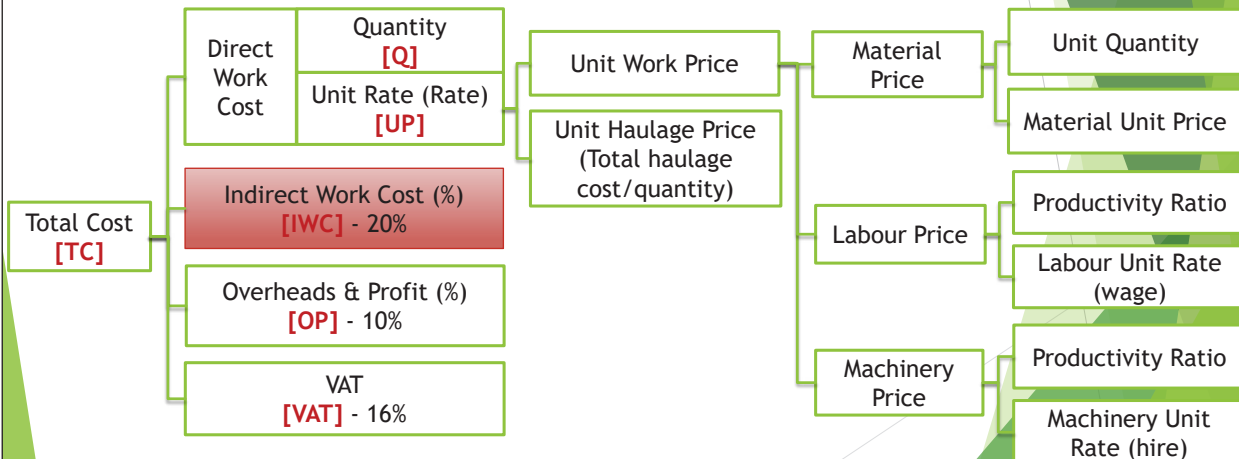 Total Cost
[TC]
Direct
Work
Cost
Quantity
[Q]
Unit Rate (Rate)
[UP]
Indirect Work Cost (%)
[IWC] - 20%
Overheads & Profit (%)
[OP] - 10%
VAT
[VAT] - 16%
Unit Work Price
Unit Haulage Price
(Total haulage
cost/quantity)
Material
Price
Labour Price
Machinery
Price
Unit Quantity
Material Unit Price
Productivity Ratio
Labour Unit Rate
(wage)
Productivity Ratio
Machinery Unit
Rate (hire)